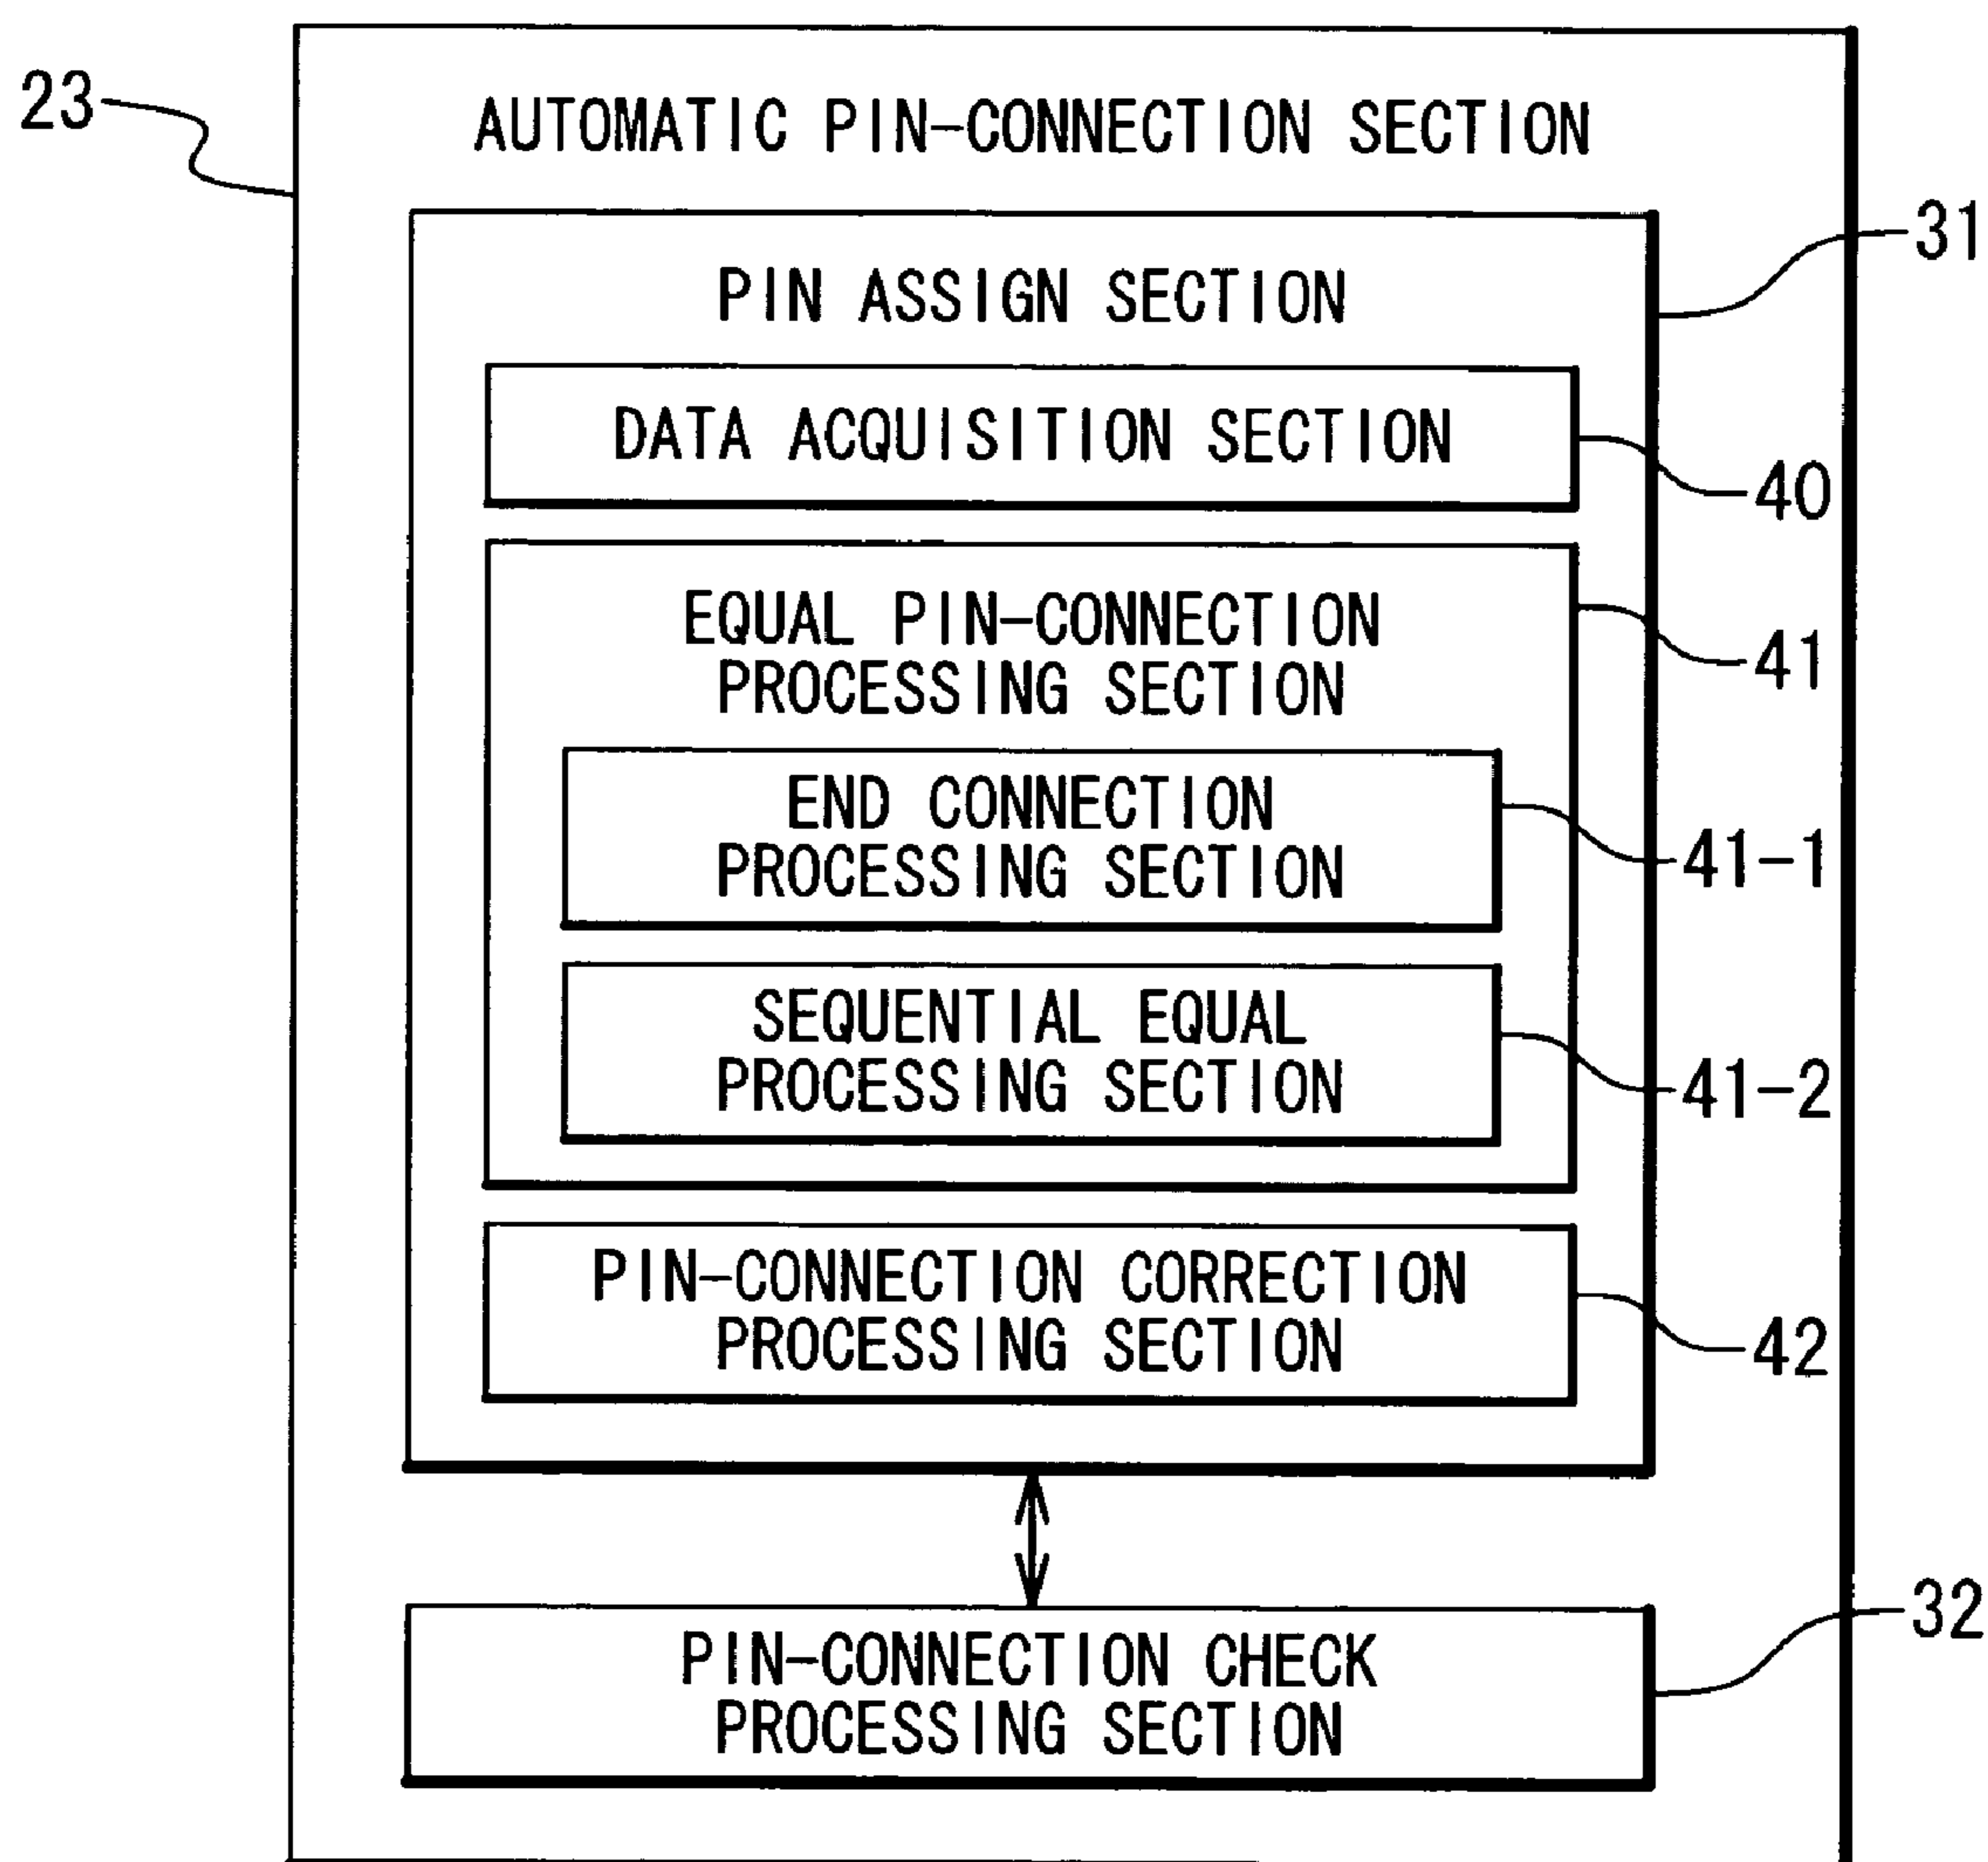 23
AUTOMATIC PIN-CONNECTION SECTION
31
PIN ASSIGN SECTION
DATA ACQUISITION SECTION
40
EQUAL PIN-CONNECTION
PROCESSING SECTION
41
END CONNECTION
PROCESSING SECTION
41-1
SEQUENTIAL EQUAL
PROCESSING SECTION
41-2
PIN-CONNECTION CORRECTION
PROCESSING SECTION
42
PIN-CONNECTION CHECK
PROCESSING SECTION
32